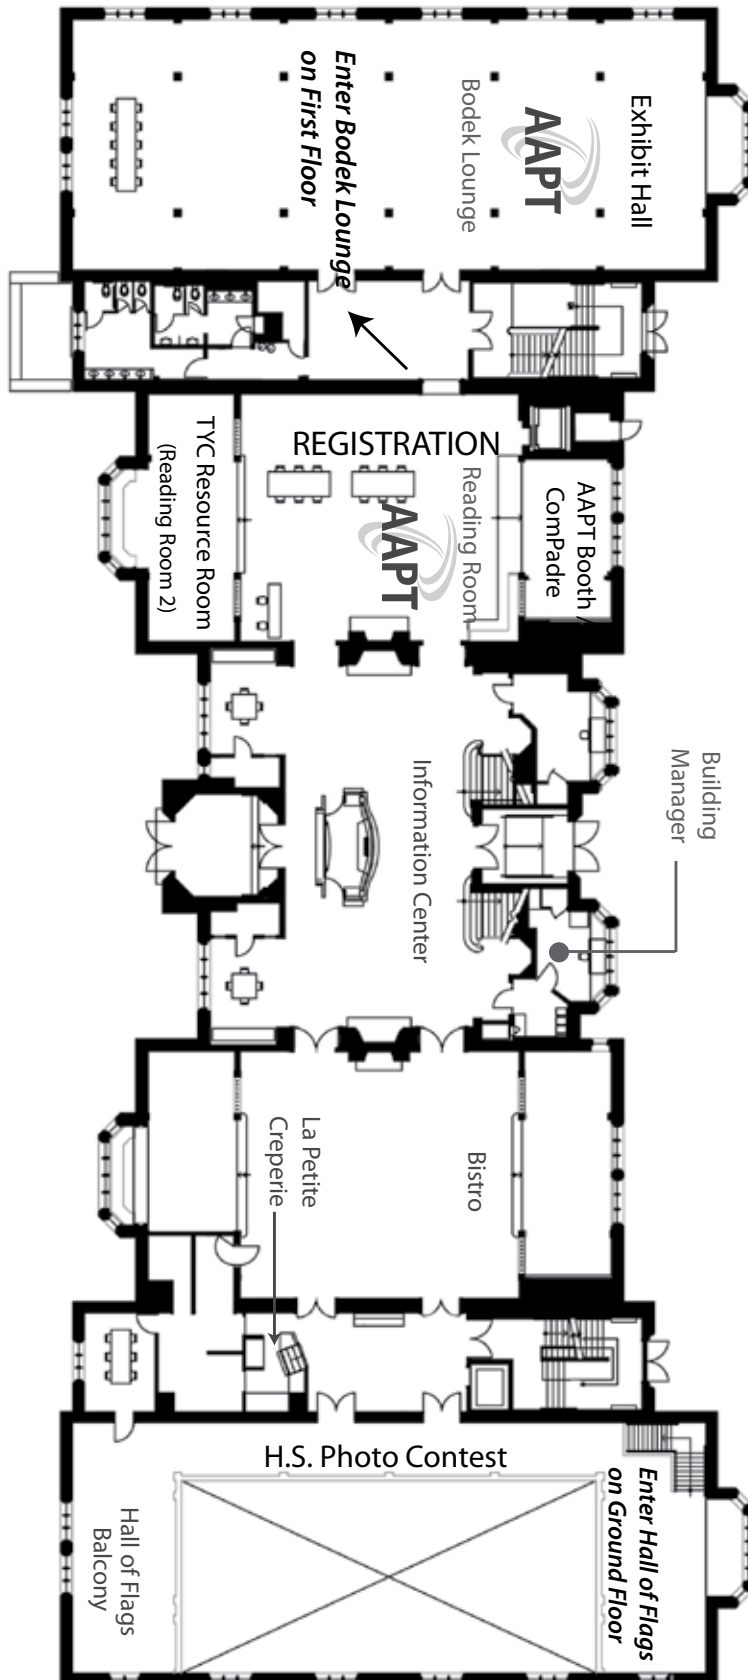 Exhibit Hall
AAPT
Bodek Lounge
Enter Bodek Lounge
on First Floor
REGISTRATION
TYC Resource Room
(Reading Room 2)
Reading Room
AAPT
AAPT Booth /
ComPadre
Building
Manager
Information Center
La Petite
Creperie
Bistro
H.S. Photo Contest
Enter Hall of Flags
on Ground Floor
Hall of Flags
Balcony